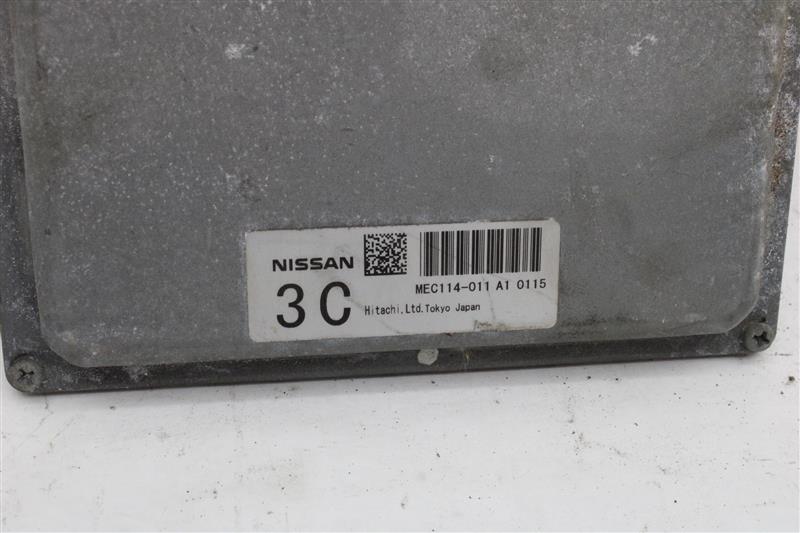 NISSAN
MEC114-011 A1 0115
3C
Hitachi,Ltd.Tokyo Japan